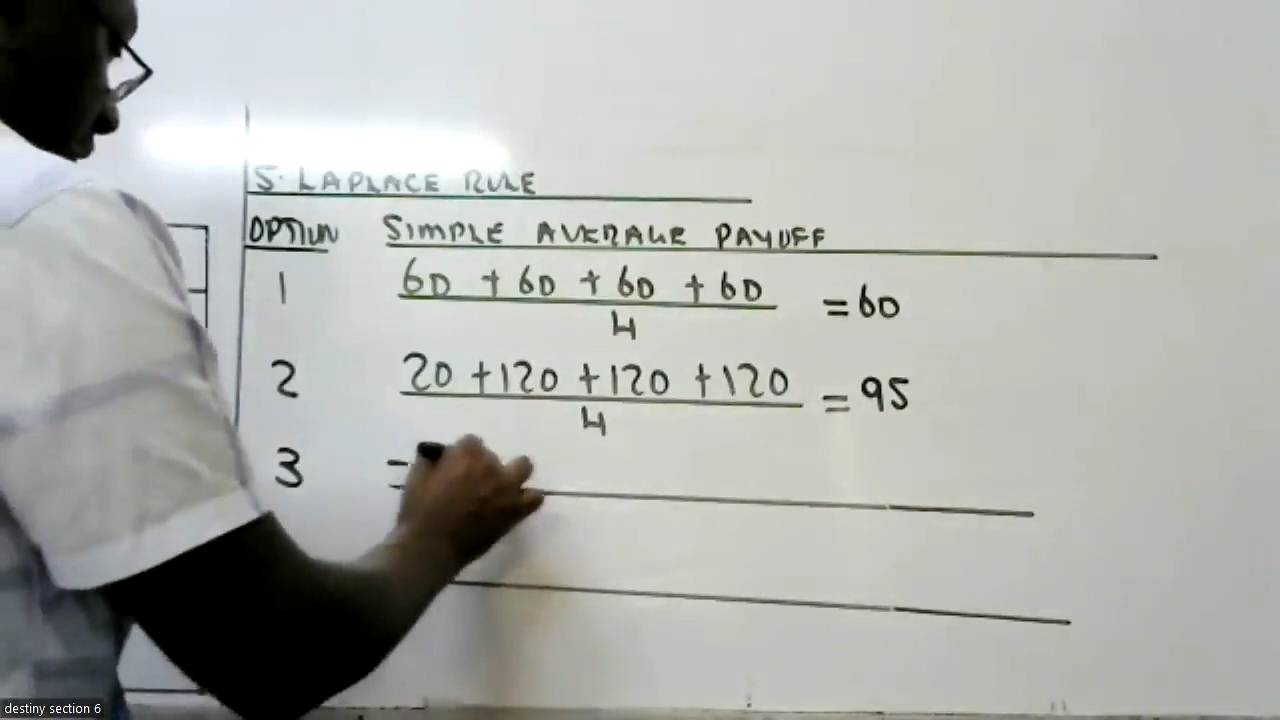 5. LAPLACE RULE
OPTION SIMPLE AVERAGE PAYOFF
1 60 + 60 + 60 + 60 = 60
4
2 20 + 120 + 120 + 120 = 95
4
3 =
destiny section 6